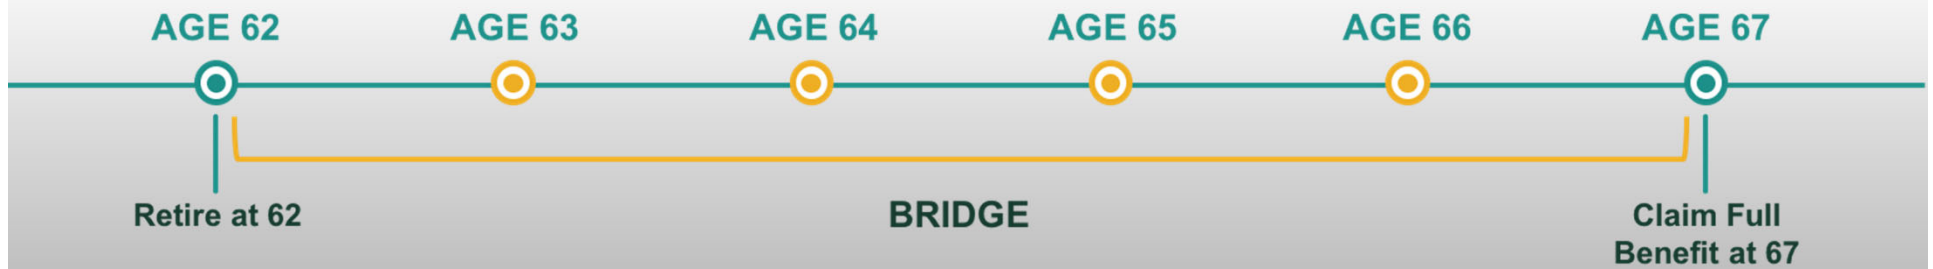 AGE 62 AGE 63 AGE 64 AGE 65 AGE 66 AGE 67
Retire at 62
BRIDGE
Claim Full
Benefit at 67